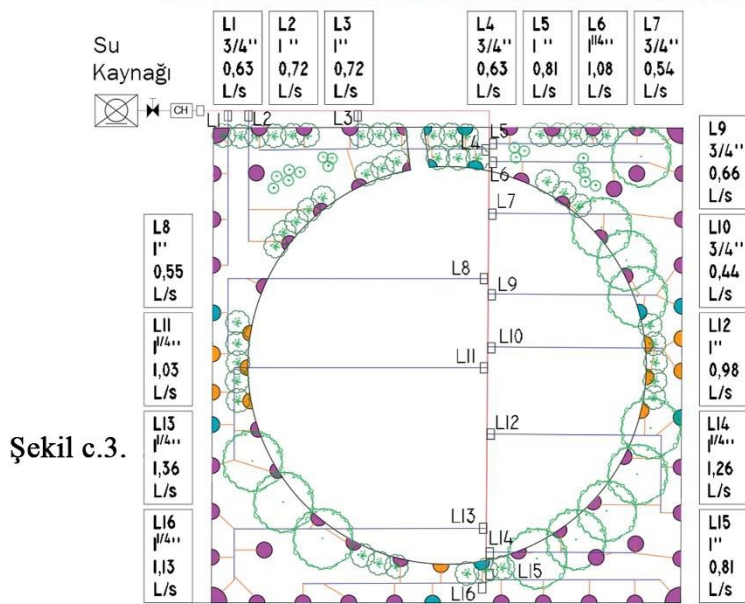 L1
3/4''
0,63
L/s
L2
1''
0,72
L/s
L3
1''
0,72
L/s
L4
3/4''
0,63
L/s
L5
1''
0,81
L/s
L6
1 1/4''
1,08
L/s
L7
3/4''
0,54
L/s
Su
Kaynağı
CH
L1
L2
L3
L5
L4
L6
L7
L8
L9
L10
L11
L12
L13
L14
L15
L16
L9
3/4''
0,66
L/s
L8
1''
0,55
L/s
L10
3/4''
0,44
L/s
L11
1 1/4''
1,03
L/s
L12
1''
0,98
L/s
Şekil c.3.
L13
1 1/4''
1,36
L/s
L14
1 1/4''
1,26
L/s
L16
1 1/4''
1,13
L/s
L15
1''
0,81
L/s